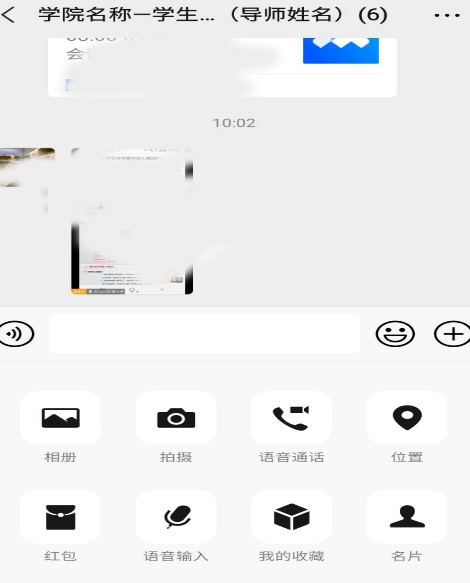 学院名称—学生...（导师姓名）(6)
会
10:02
相册
拍摄
语音通话
位置
红包
语音输入
我的收藏
名片